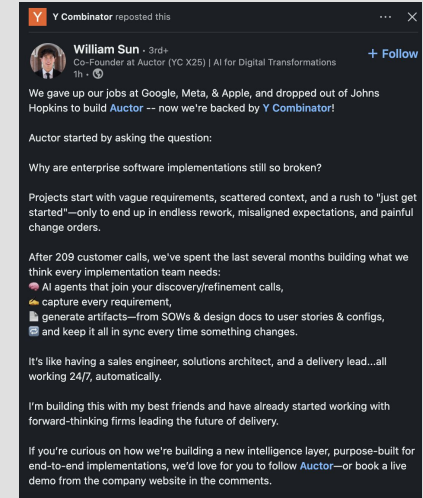 Y Combinator reposted this
William Sun • 3rd+
+ Follow
Co-Founder at Auctor (YC X25) | AI for Digital Transformations
1h •
We gave up our jobs at Google, Meta, & Apple, and dropped out of Johns
Hopkins to build Auctor -- now we're backed by Y Combinator!
Auctor started by asking the question:
Why are enterprise software implementations still so broken?
Projects start with vague requirements, scattered context, and a rush to "just get
started"—only to end up in endless rework, misaligned expectations, and painful
change orders.
After 209 customer calls, we've spent the last several months building what we
think every implementation team needs:
🧠 AI agents that join your discovery/refinement calls,
✍️ capture every requirement,
📄 generate artifacts—from SOWs & design docs to user stories & configs,
🔁 and keep it all in sync every time something changes.
It's like having a sales engineer, solutions architect, and a delivery lead...all
working 24/7, automatically.
I'm building this with my best friends and have already started working with
forward-thinking firms leading the future of delivery.
If you're curious on how we're building a new intelligence layer, purpose-built for
end-to-end implementations, we'd love for you to follow Auctor—or book a live
demo from the company website in the comments.